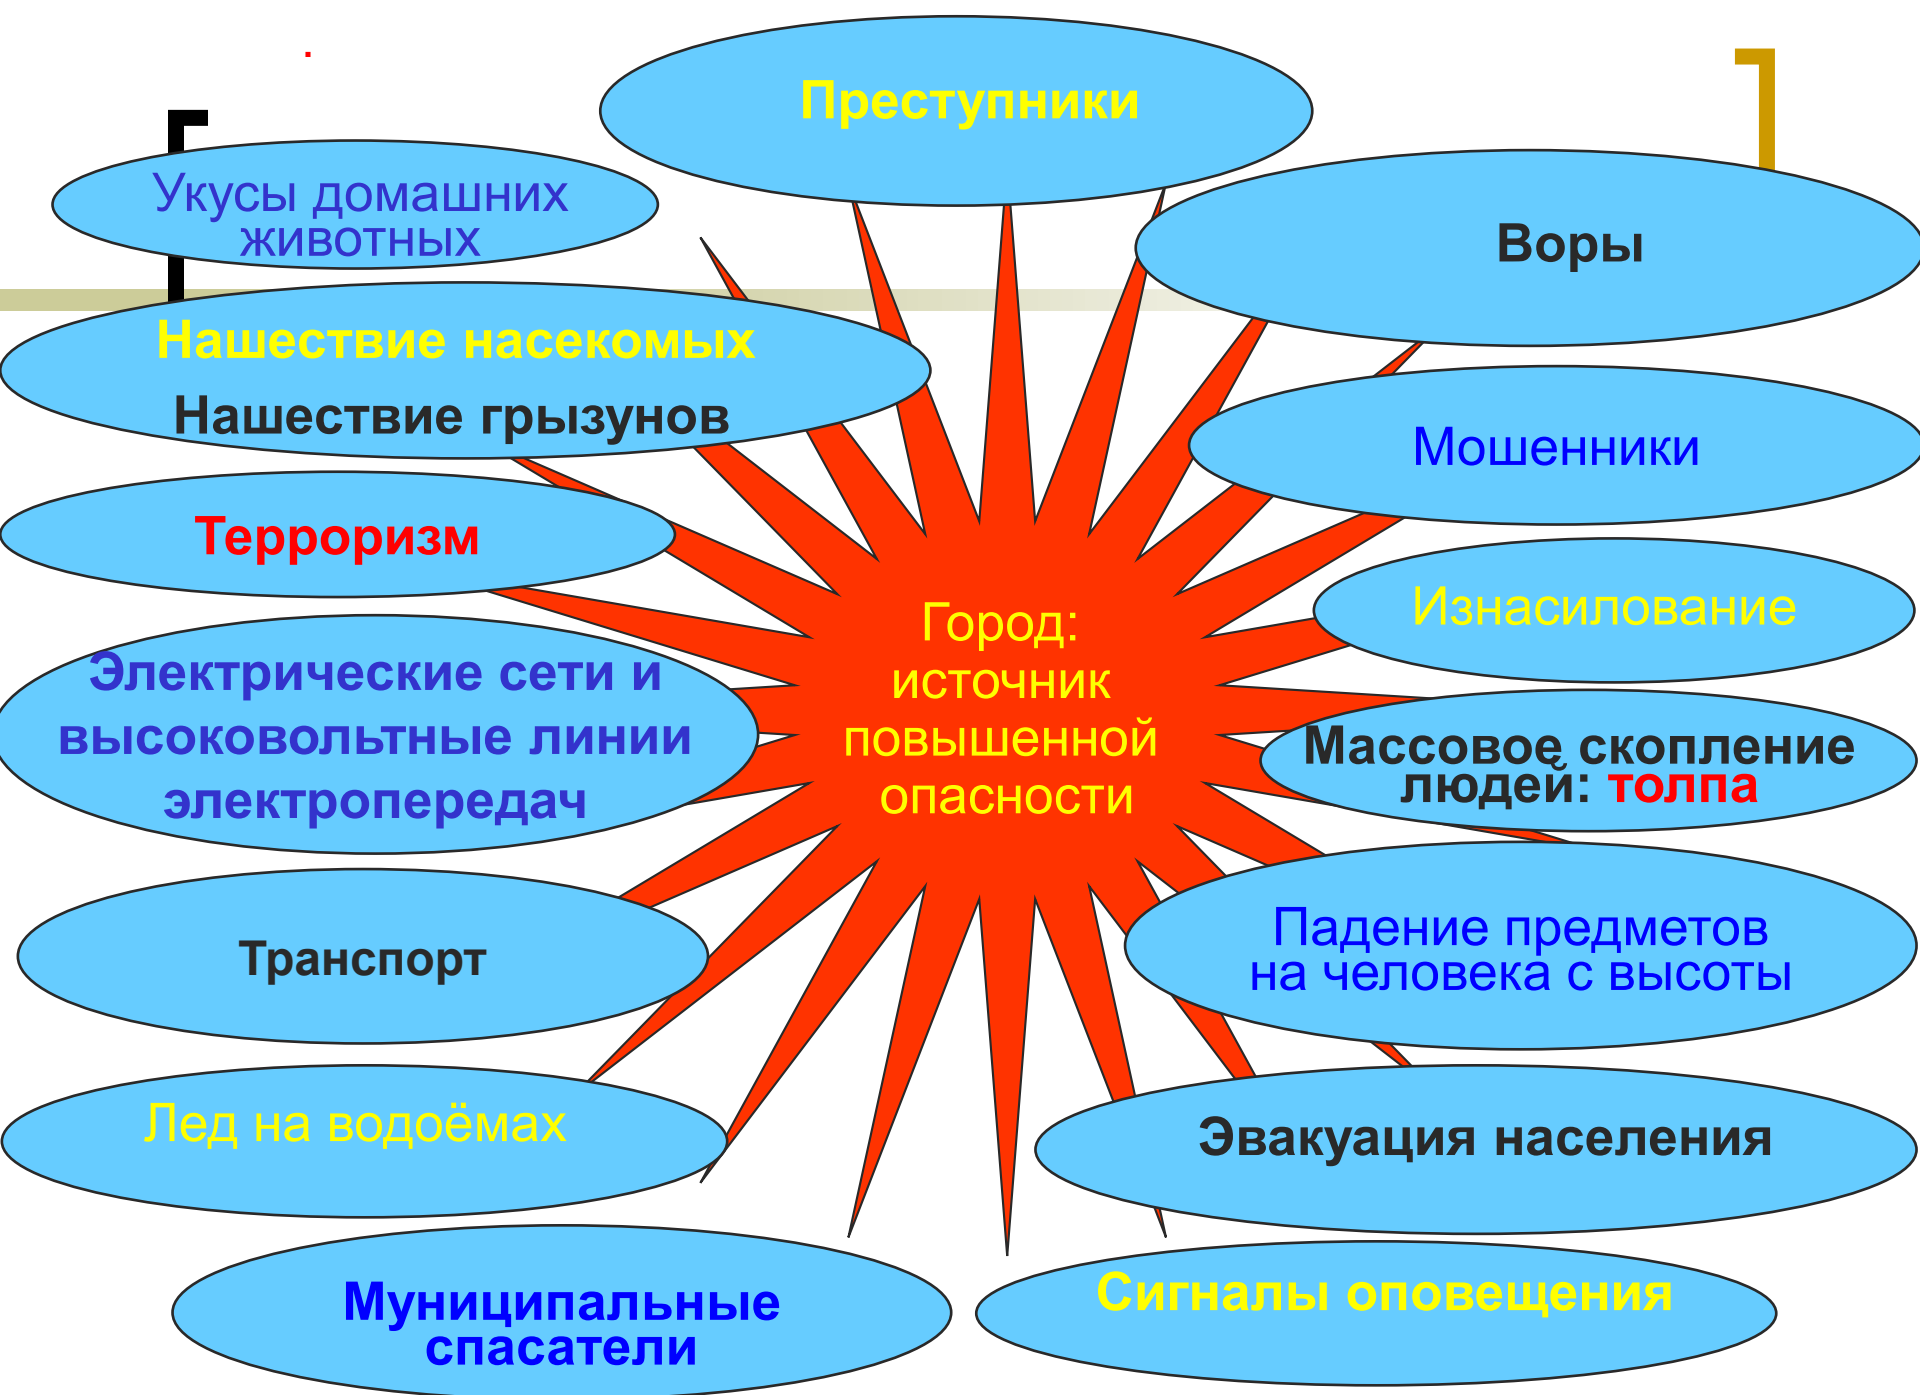 .
Преступники
Укусы домашних
животных
Воры
Нашествие насекомых
Нашествие грызунов
Мошенники
Терроризм
Изнасилование
Город:
источник
повышенной
опасности
Электрические сети и
высоковольтные линии
электропередач
Массовое скопление
людей: толпа
Транспорт
Падение предметов
на человека с высоты
Лед на водоёмах
Эвакуация населения
Муниципальные
спасатели
Сигналы оповещения